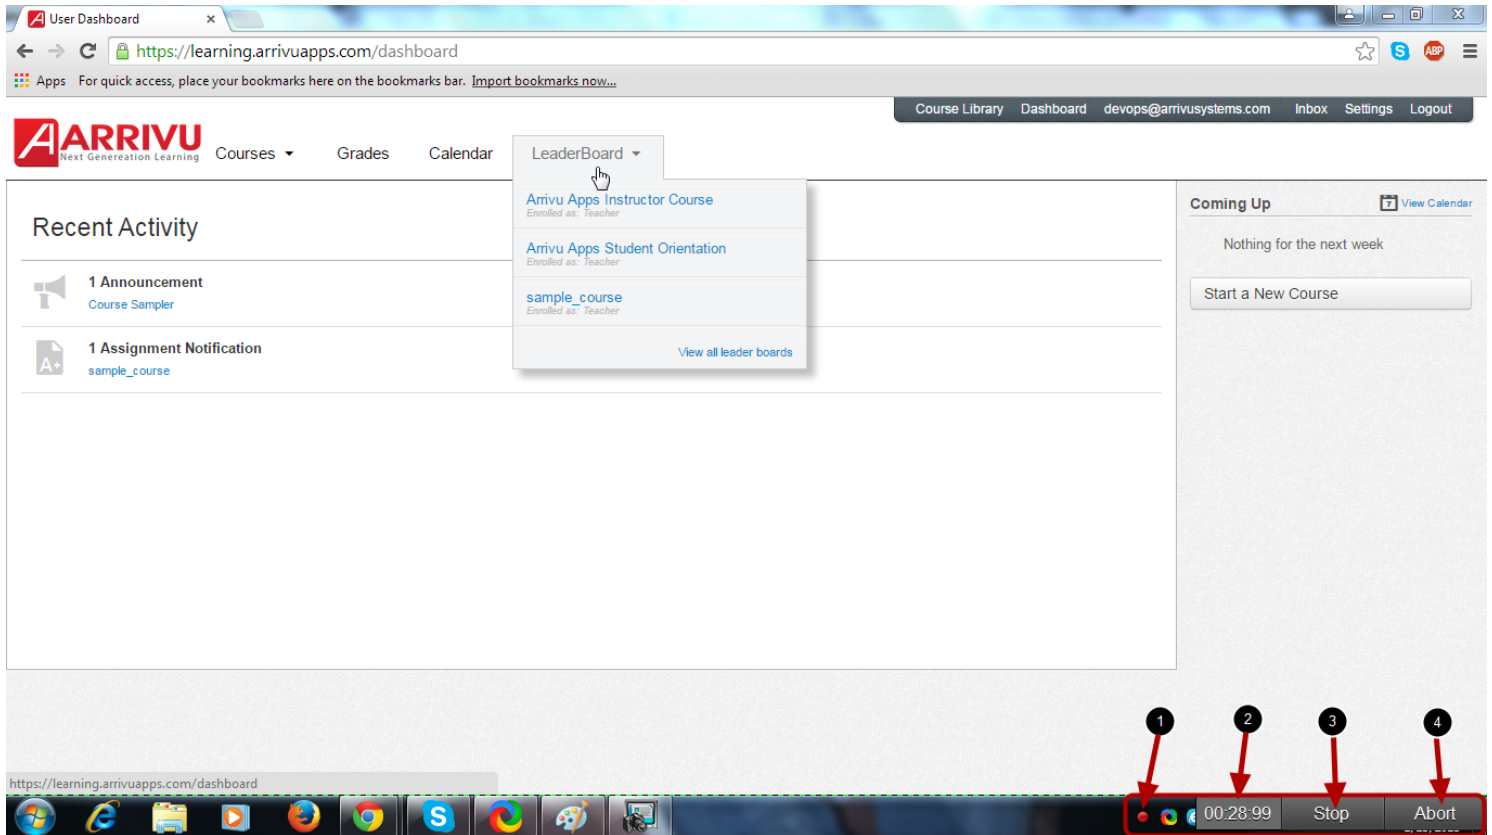 User Dashboard
https://learning.arrivuapps.com/dashboard
ABP
Apps For quick access, place your bookmarks here on the bookmarks bar. Import bookmarks now...
Course Library Dashboard devops@arrivusystems.com Inbox Settings Logout
ARRIVU
Next Genereation Learning
Courses Grades Calendar LeaderBoard
Arrivu Apps Instructor Course
Enrolled as: Teacher
Arrivu Apps Student Orientation
Enrolled as: Teacher
sample_course
Enrolled as: Teacher
View all leader boards
Recent Activity
1 Announcement
Course Sampler
A+
1 Assignment Notification
sample_course
Coming Up
7 View Calendar
Nothing for the next week
Start a New Course
1 2 3 4
https://learning.arrivuapps.com/dashboard
00:28:99 Stop Abort